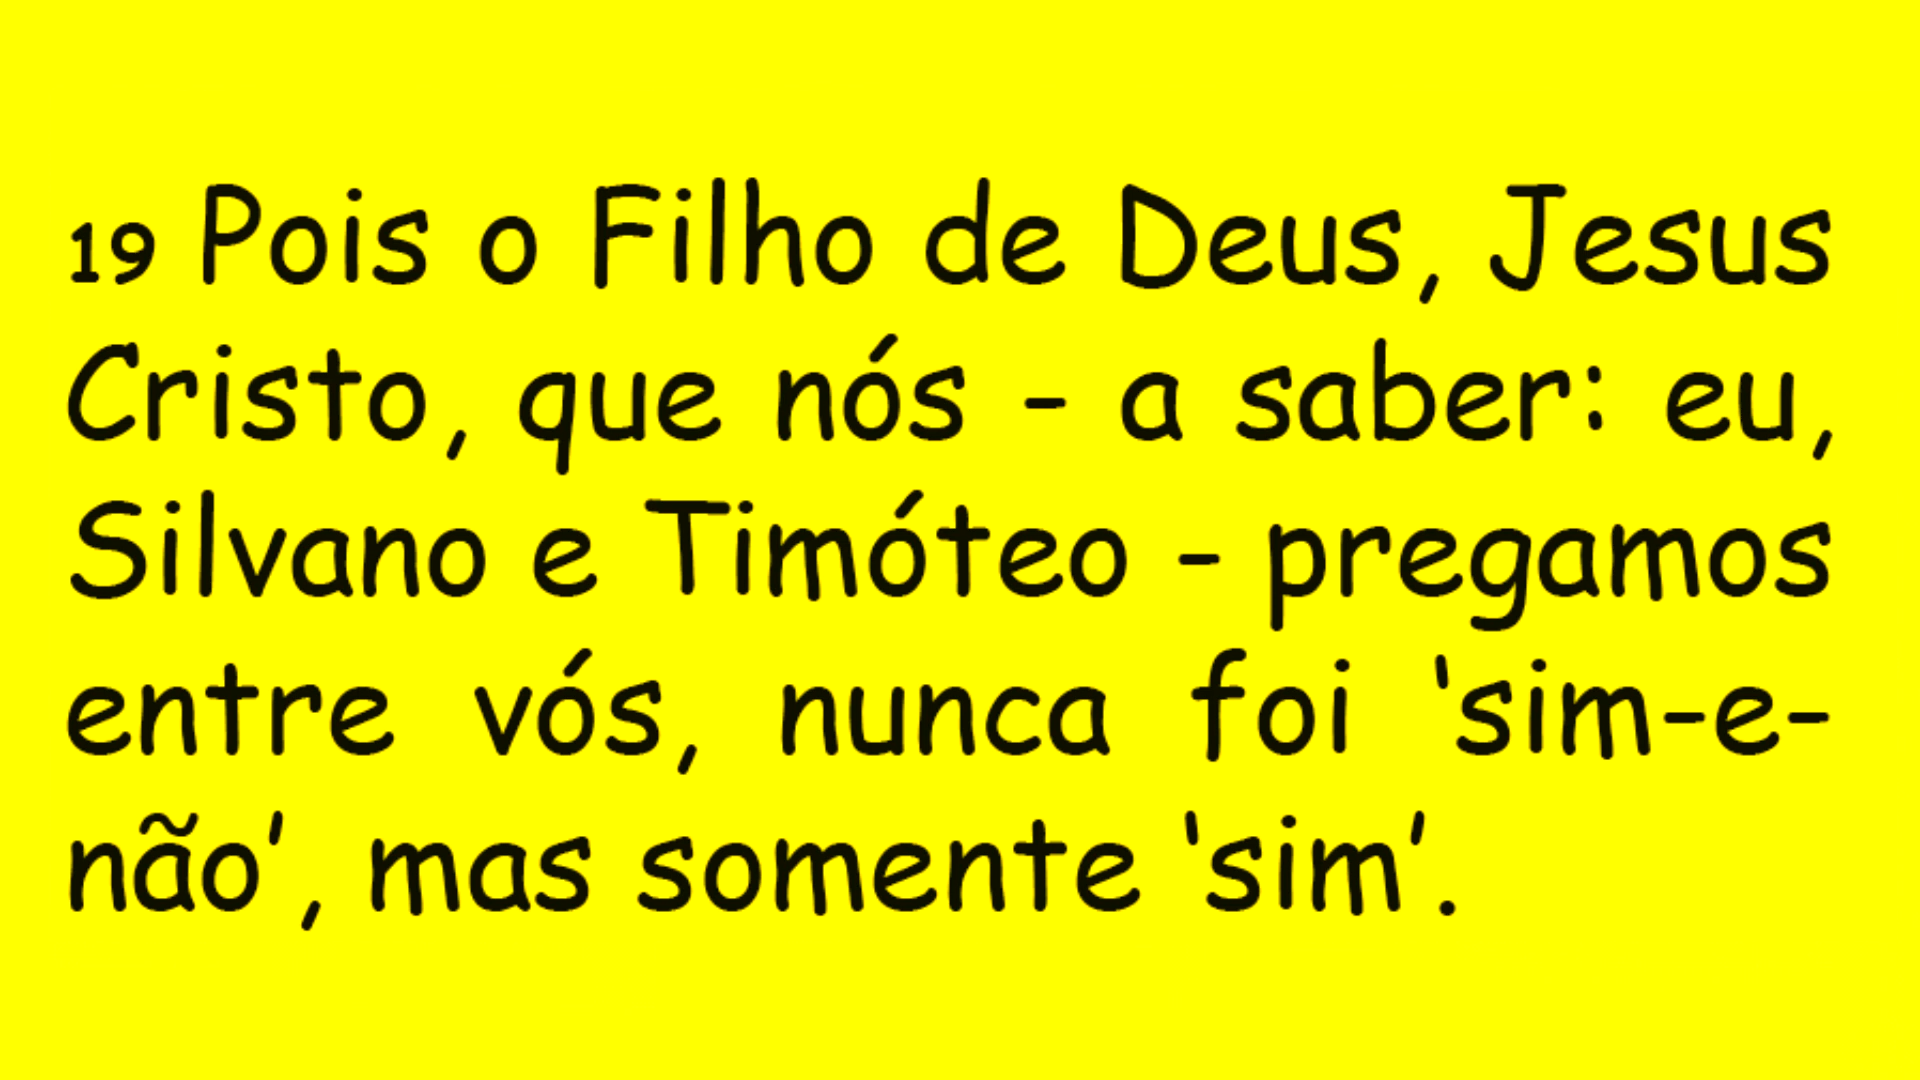 19 Pois o Filho de Deus, Jesus
Cristo, que nós - a saber: eu,
Silvano e Timóteo - pregamos
entre vós, nunca foi ‘sim-e-
não’, mas somente ‘sim’.